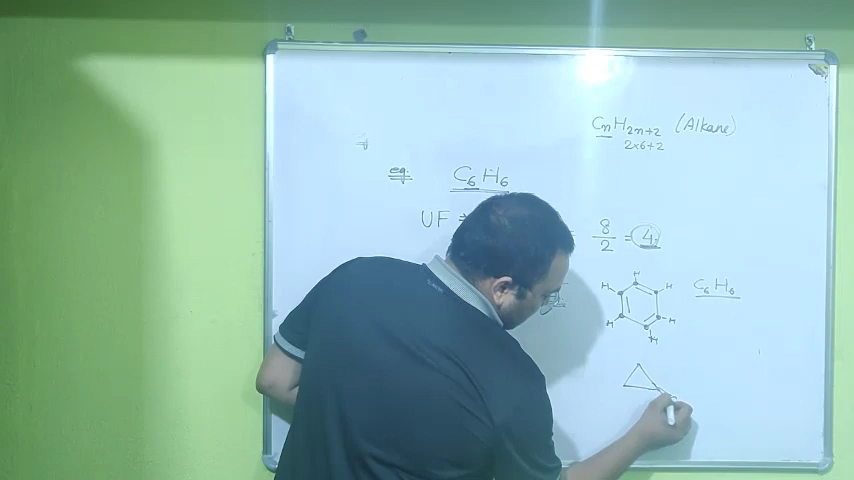 CnH2n+2 (Alkane)
2×6+2
eg. C6H6
UF = 8/2 = 4
H
H H
H H
H
C6H6